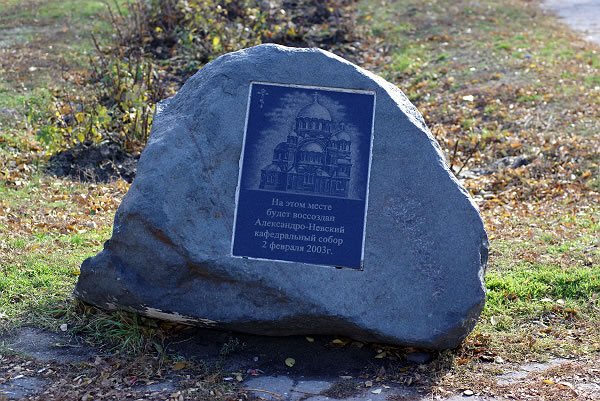 На этом месте
будет воссоздан
Александро-Невский
кафедральный собор
2 февраля 2003г.